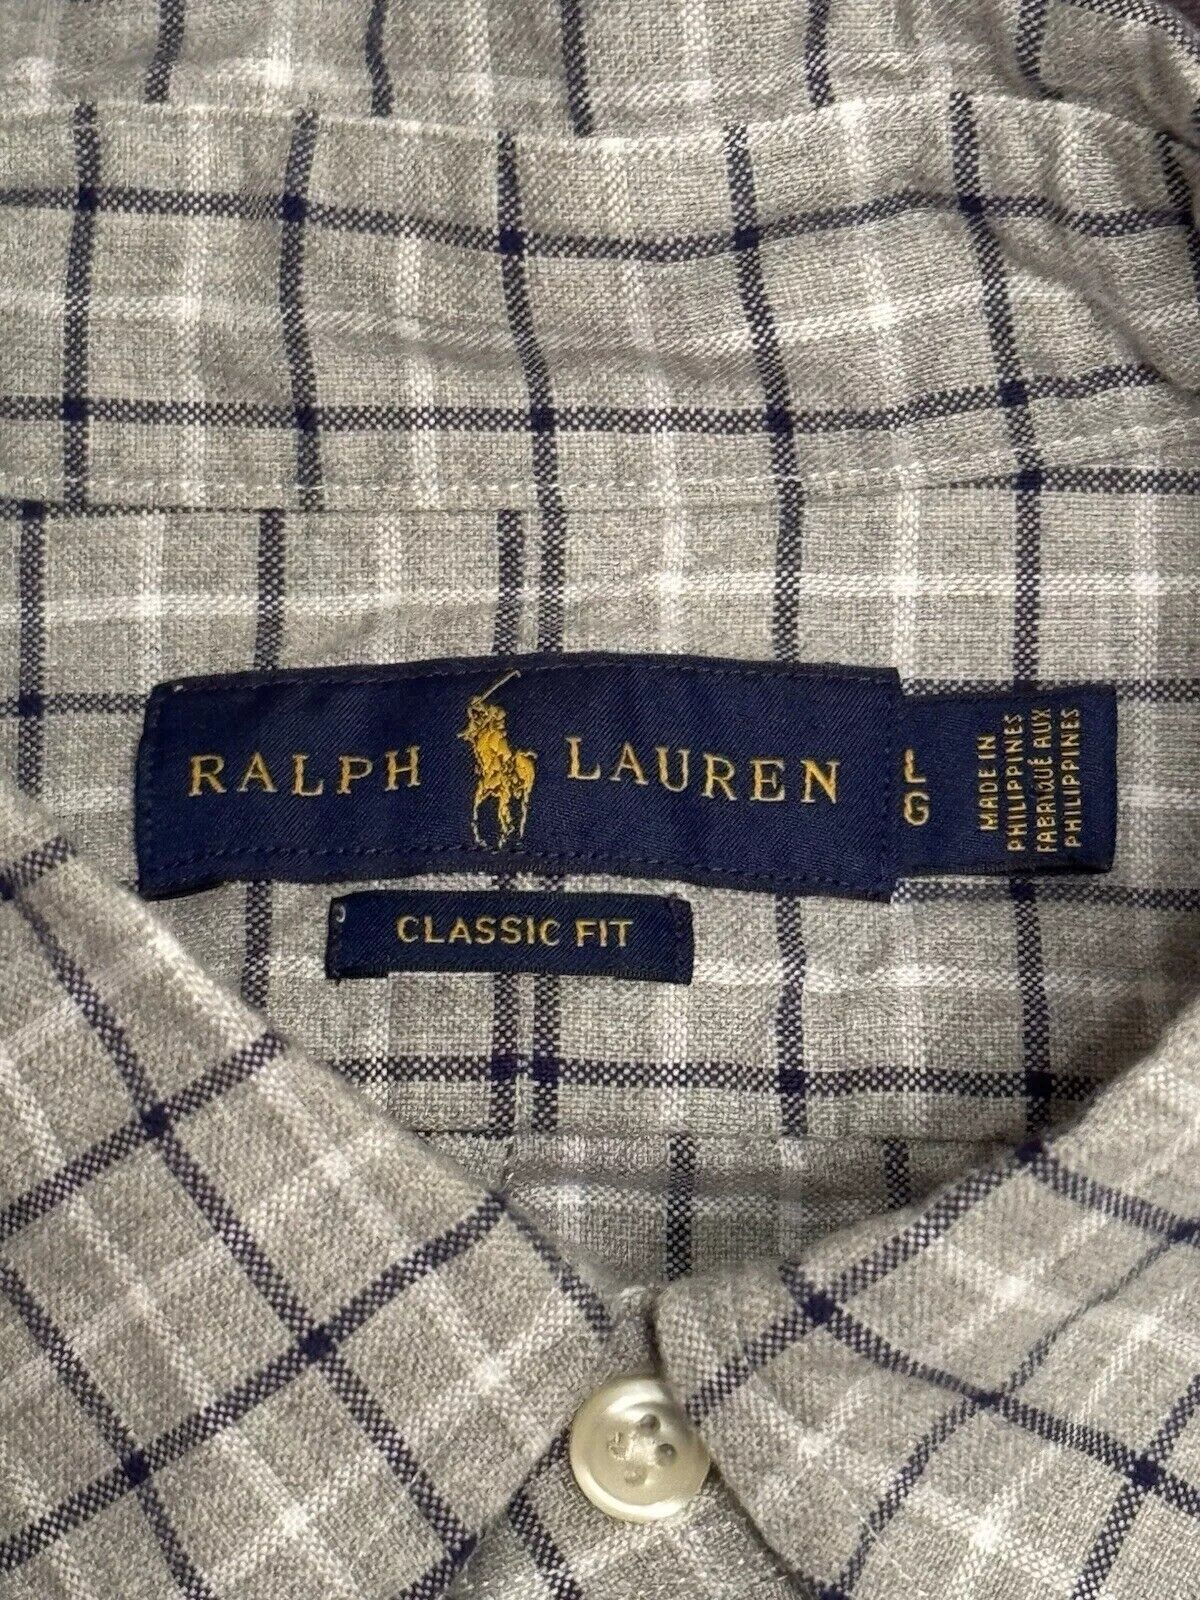 RALPH LAUREN
L
G
MADE IN
PHILIPPINES
FABRIQUÉ AUX
PHILIPPINES
CLASSIC FIT